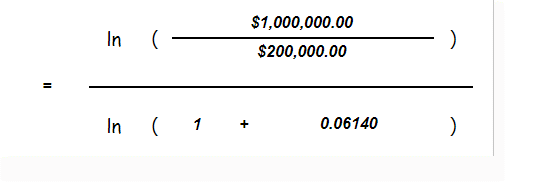 $1,000,000.00
ln ( )
$200,000.00
=
ln ( 1 + 0.06140 )